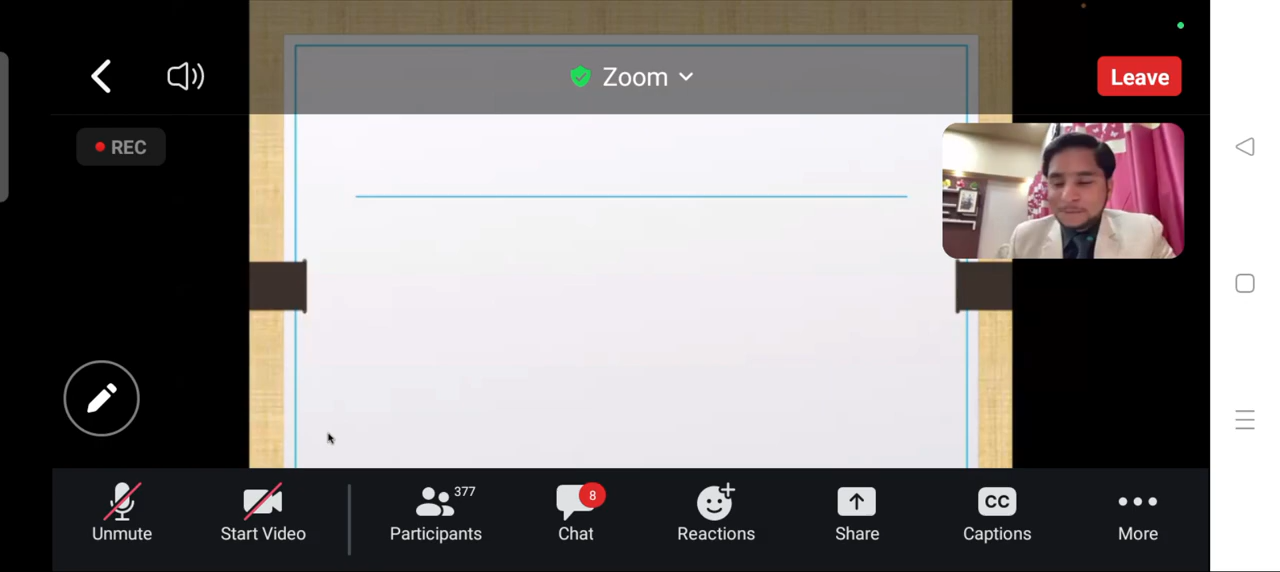 Zoom
Leave
REC
377
8
Unmute
Start Video
Participants
Chat
Reactions
Share
CC
Captions
More